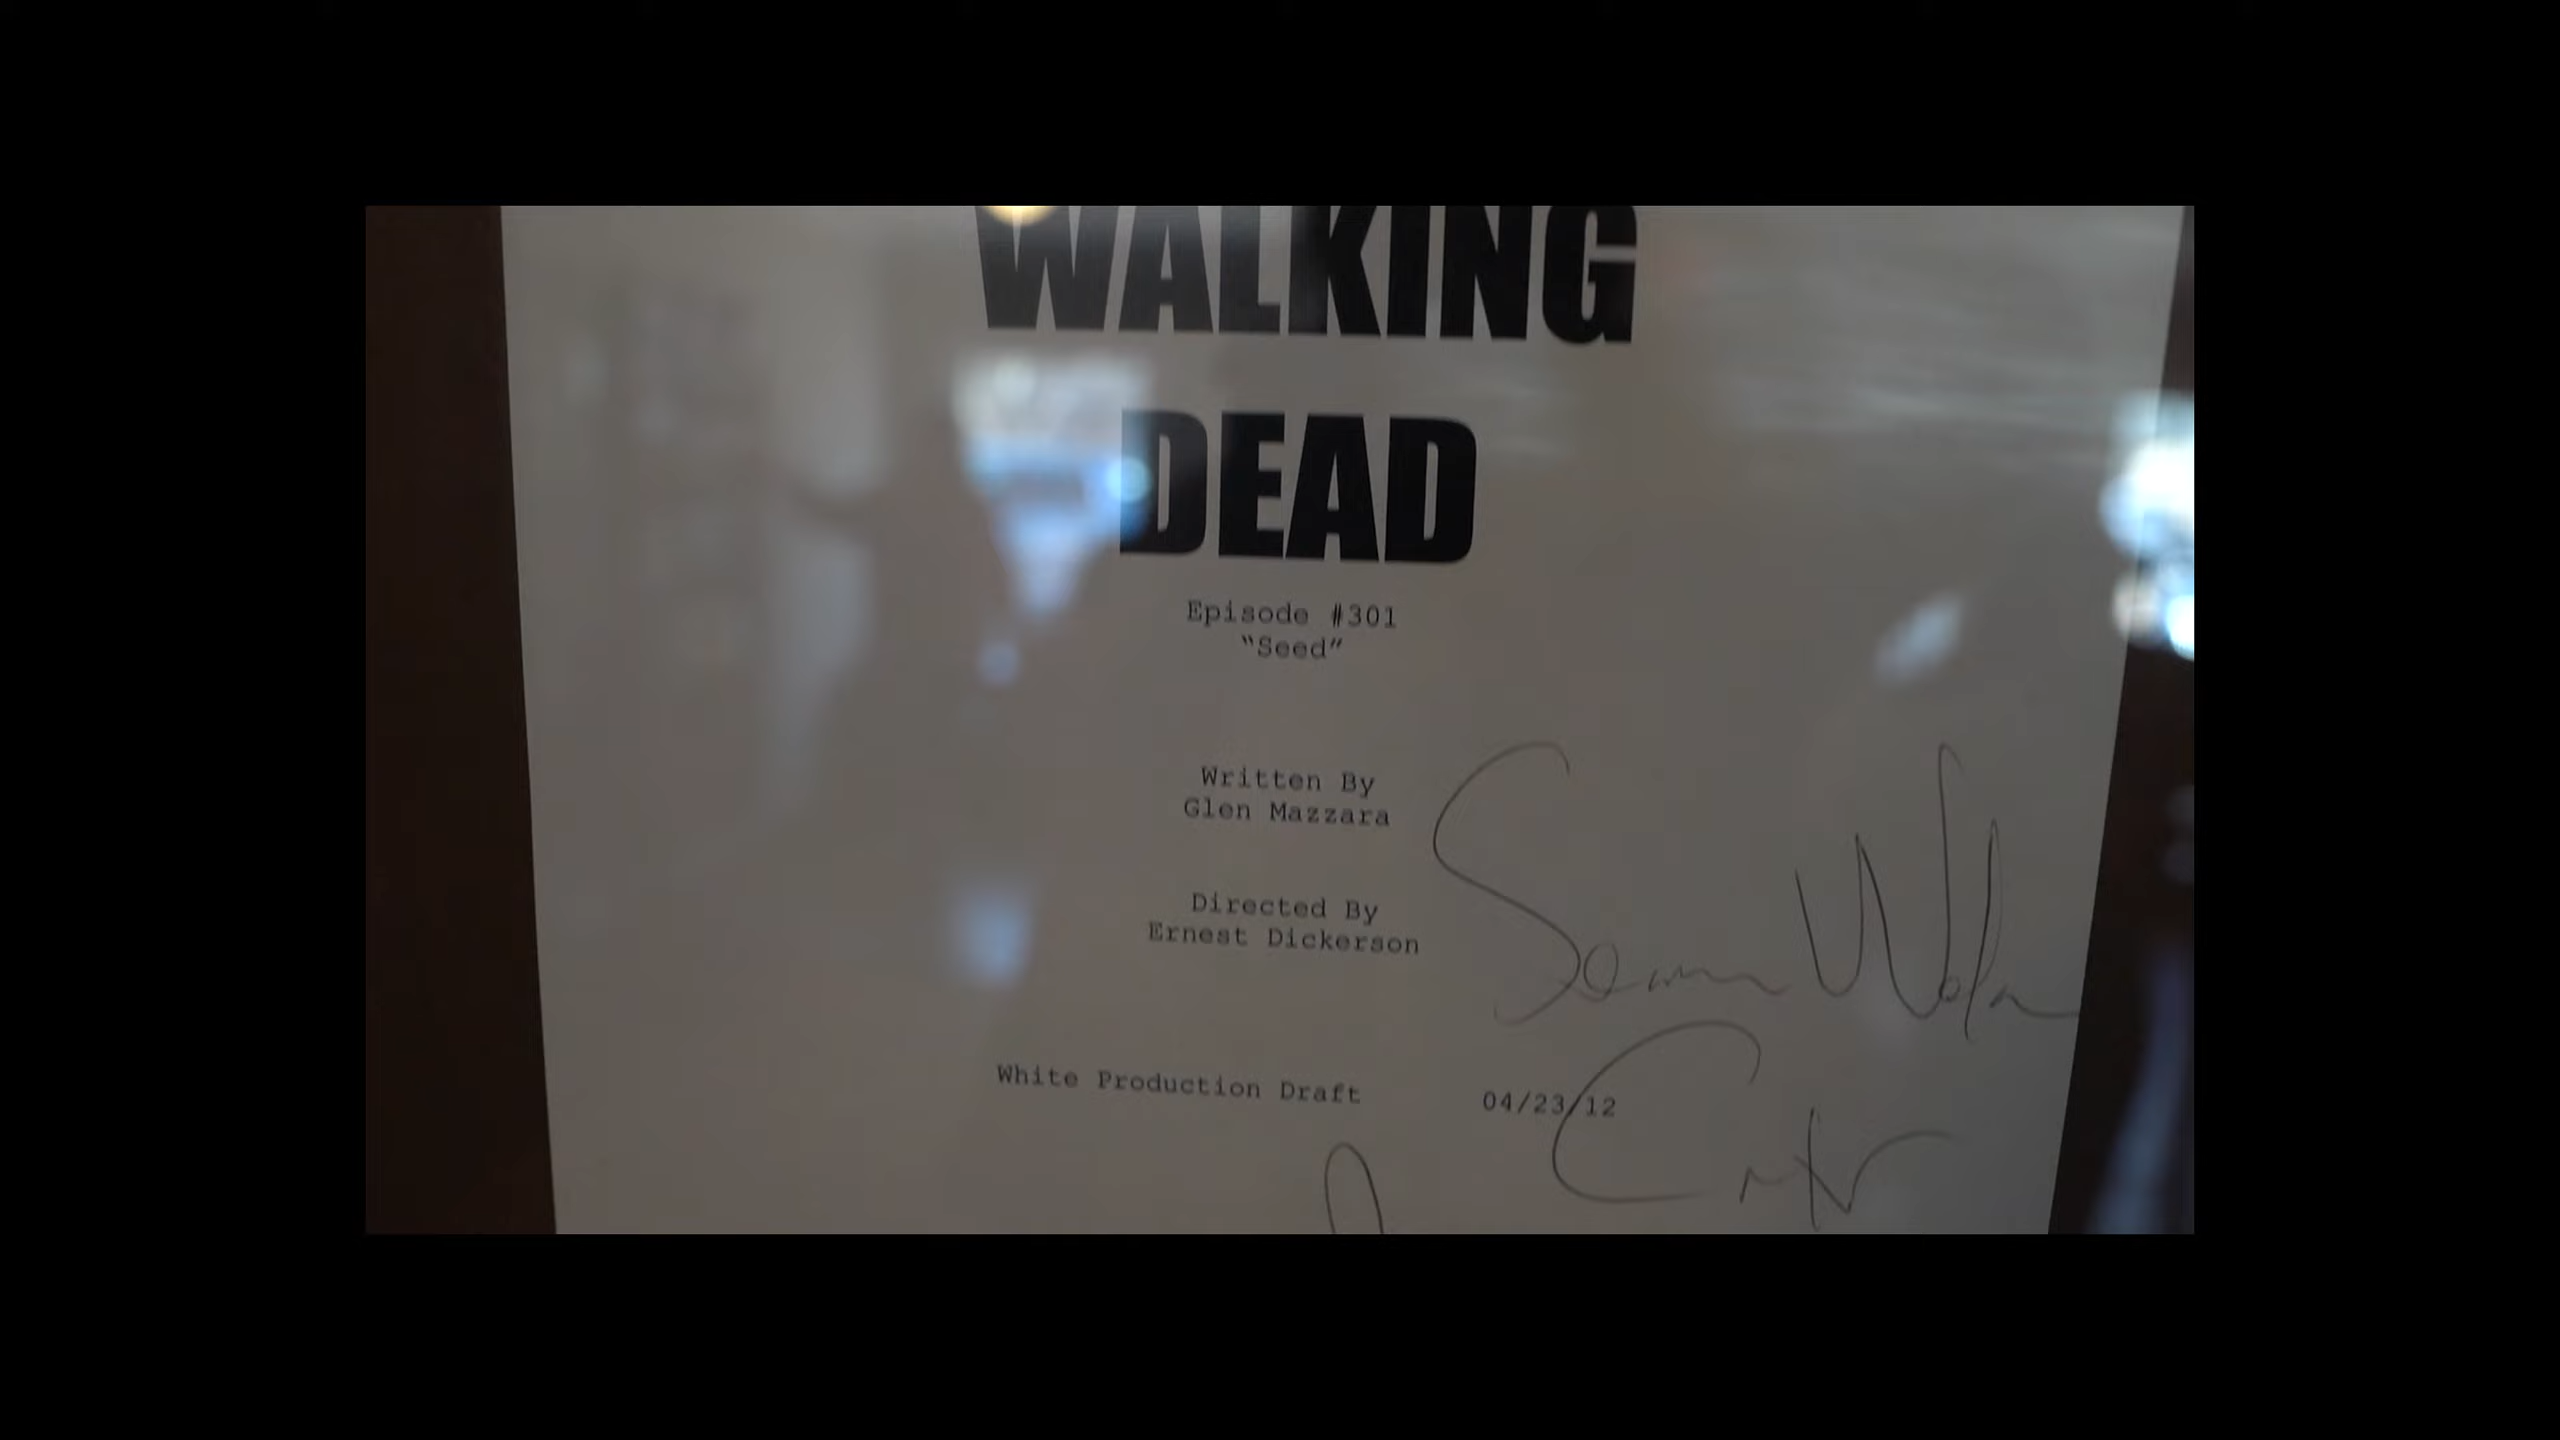 WALKING
DEAD
Episode #301
"Seed"
Written By
Glen Mazzara
Directed By
Ernest Dickerson
White Production Draft 04/23/12